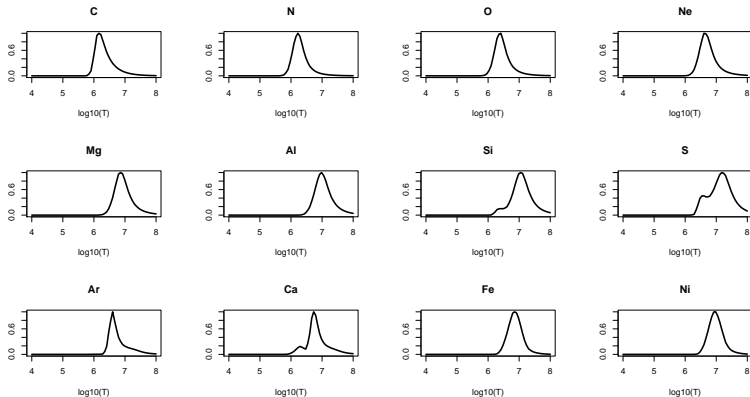 C N O Ne
0.0 0.6 0.0 0.6 0.0 0.6 0.0 0.6
4 5 6 7 8 4 5 6 7 8 4 5 6 7 8 4 5 6 7 8
log10(T) log10(T) log10(T) log10(T)
Mg Al Si S
0.0 0.6 0.0 0.6 0.0 0.6 0.0 0.6
4 5 6 7 8 4 5 6 7 8 4 5 6 7 8 4 5 6 7 8
log10(T) log10(T) log10(T) log10(T)
Ar Ca Fe Ni
0.0 0.6 0.0 0.6 0.0 0.6 0.0 0.6
4 5 6 7 8 4 5 6 7 8 4 5 6 7 8 4 5 6 7 8
log10(T) log10(T) log10(T) log10(T)